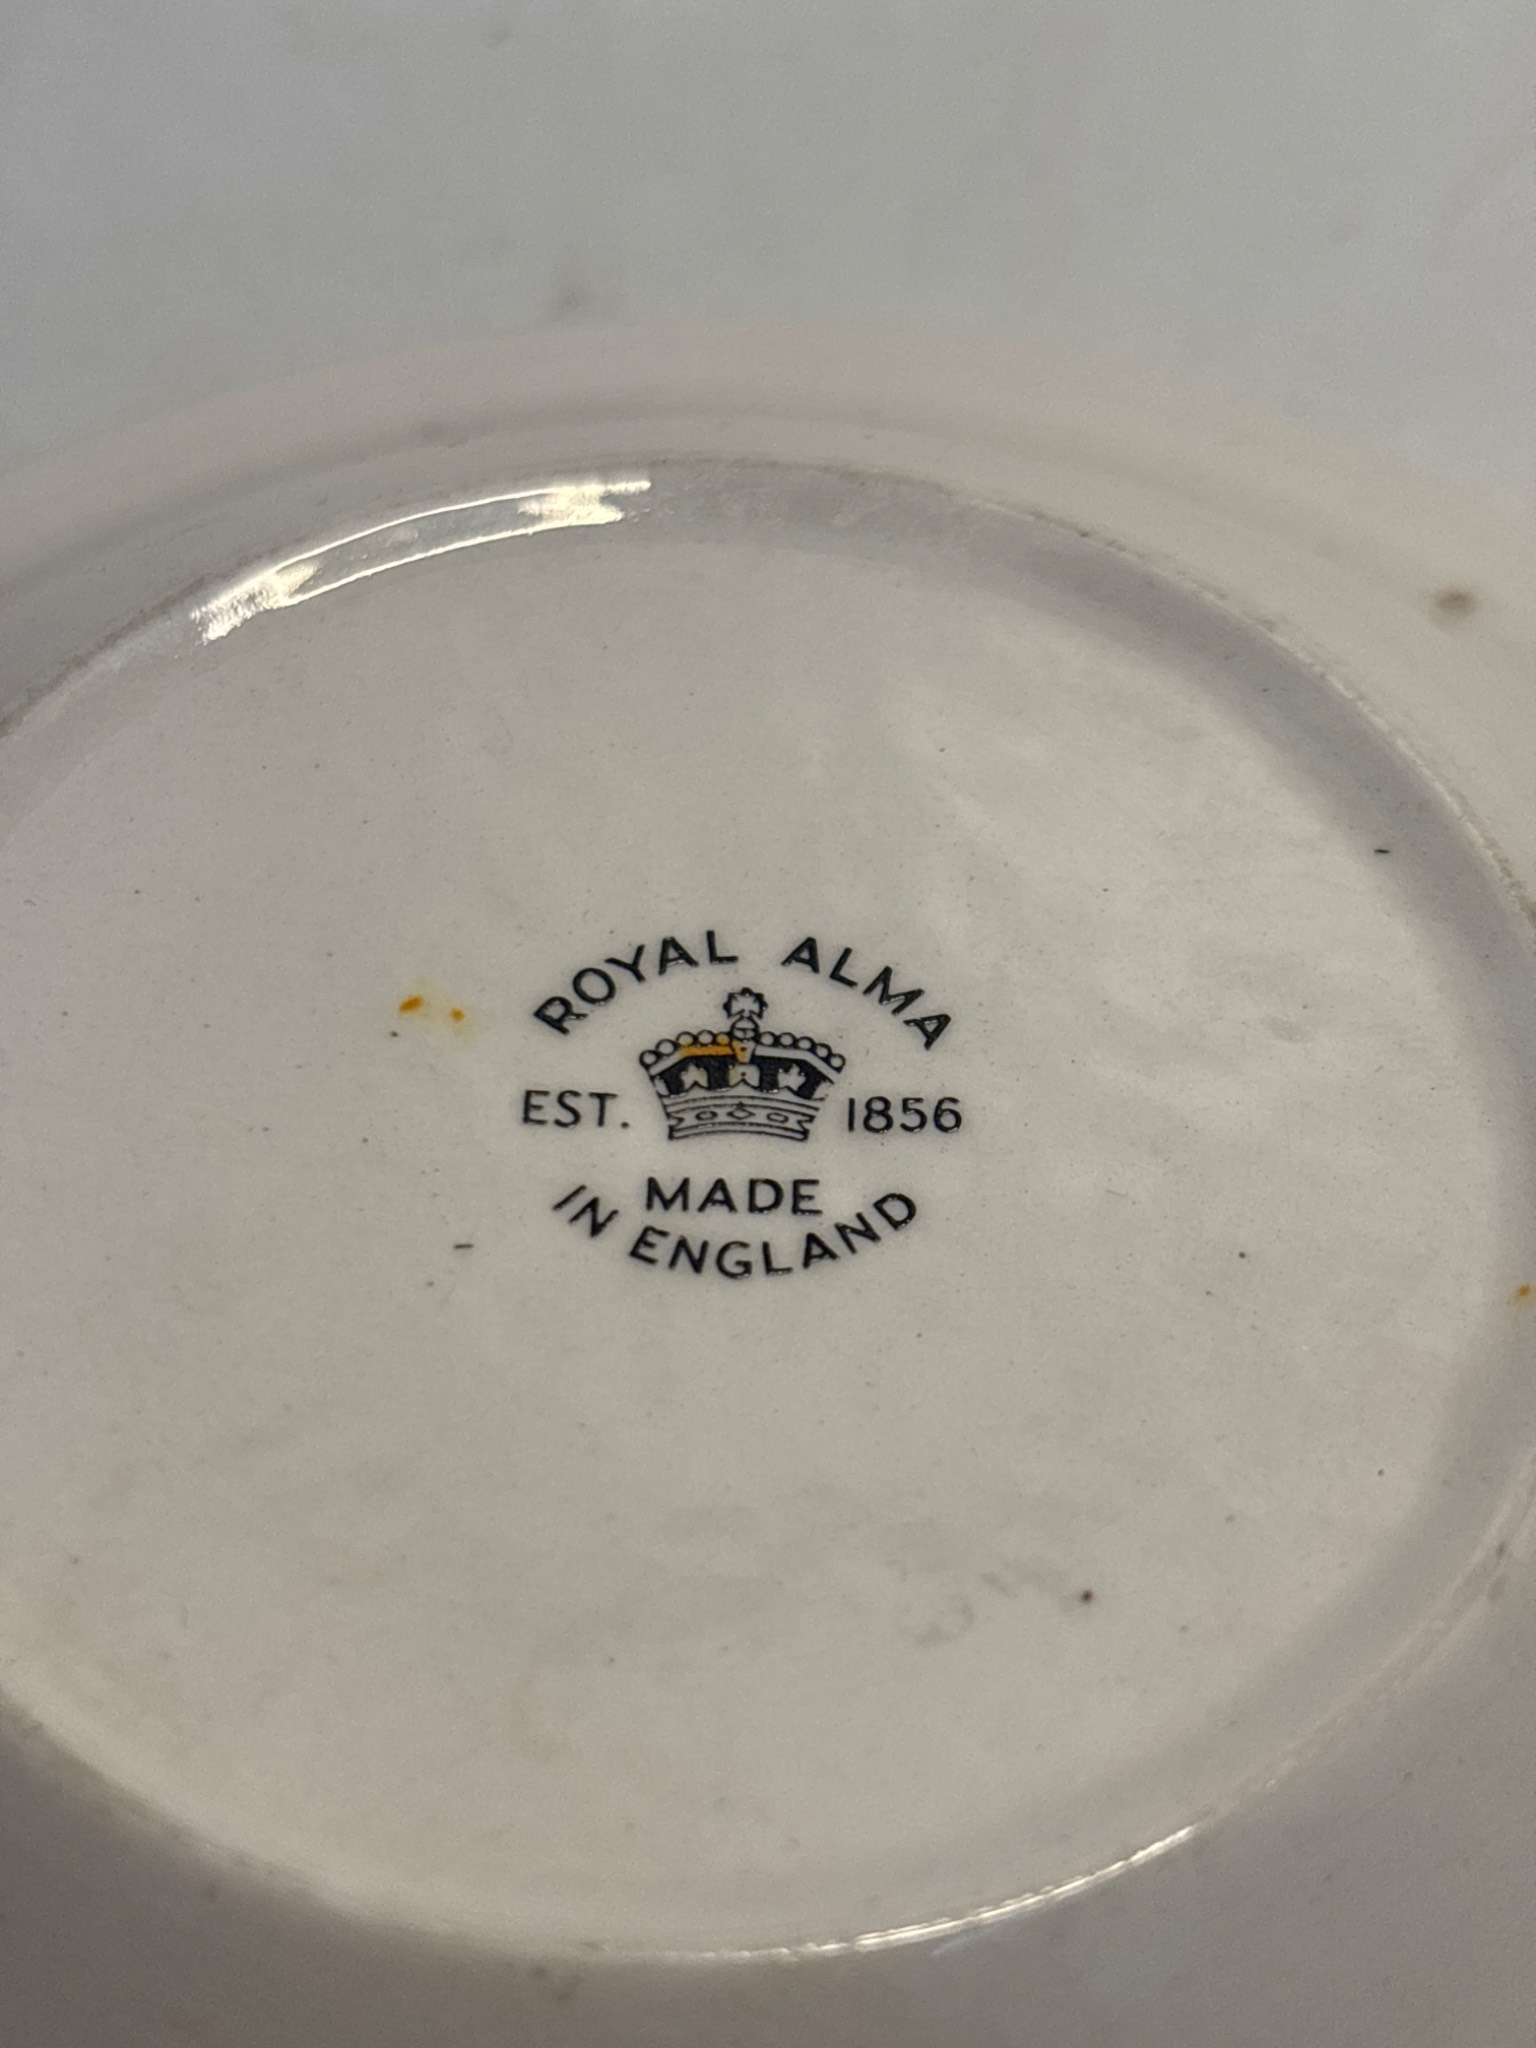 ROYAL ALMA
EST. 1856
MADE
IN ENGLAND